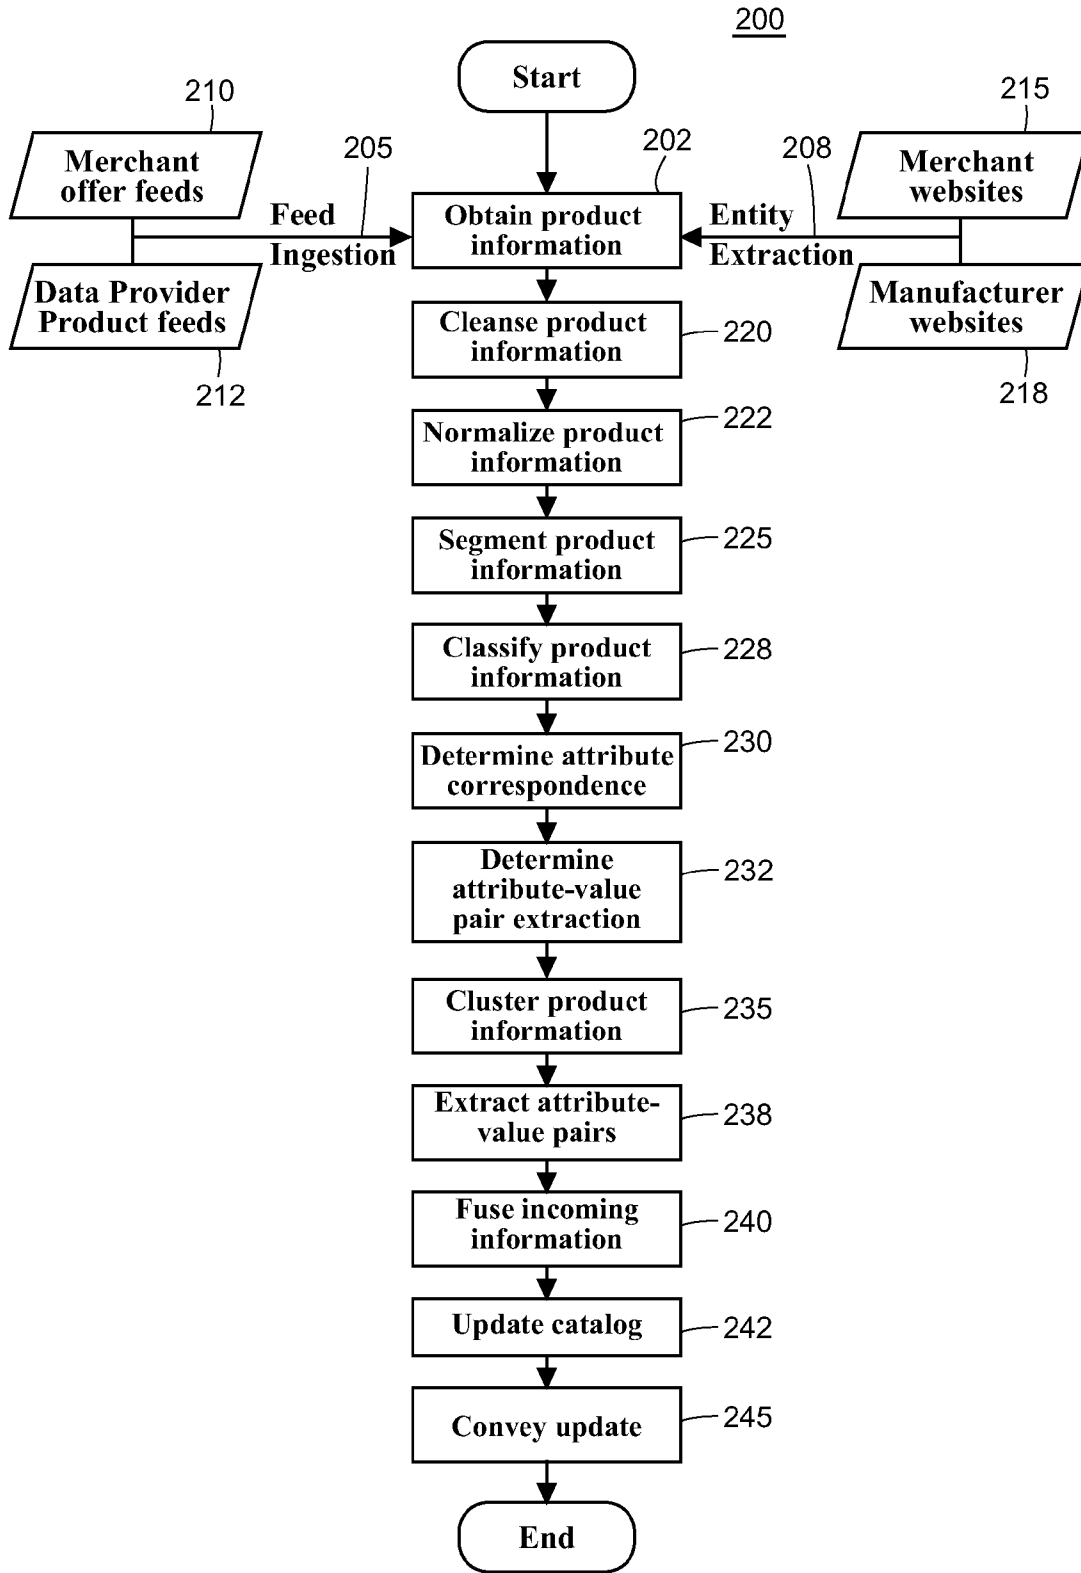 200
Start
210
215
205
202
208
Merchant
offer feeds
Merchant
websites
Feed
Ingestion
Obtain product
information
Entity
Extraction
Data Provider
Product feeds
Manufacturer
websites
212
218
Cleanse product
information
220
Normalize product
information
222
Segment product
information
225
Classify product
information
228
Determine attribute
correspondence
230
Determine
attribute-value
pair extraction
232
Cluster product
information
235
Extract attribute-
value pairs
238
Fuse incoming
information
240
Update catalog
242
Convey update
245
End